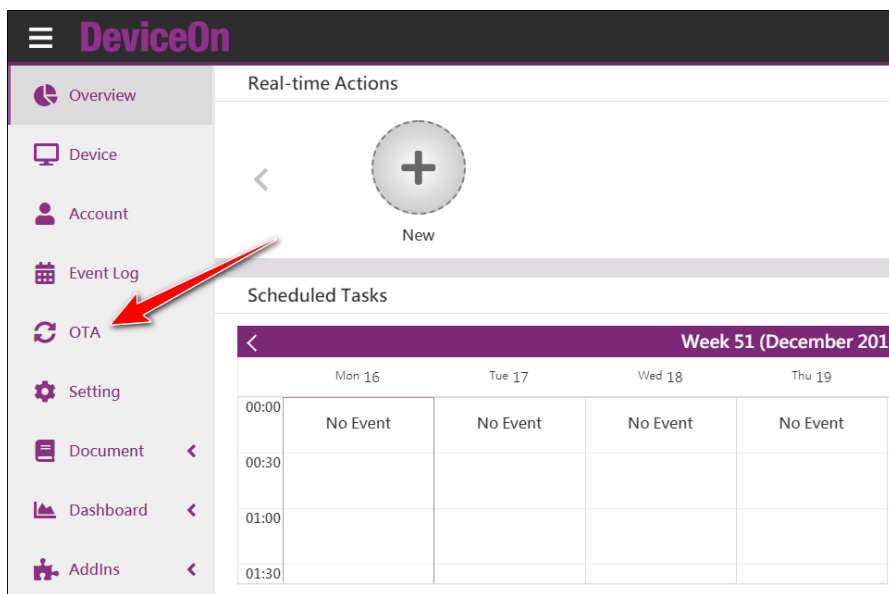 DeviceOn
Overview
Device
Account
Event Log
OTA
Setting
Document
Dashboard
AddIns
Real-time Actions
New
Scheduled Tasks
Week 51 (December 201
Mon 16 Tue 17 Wed 18 Thu 19
00:00 No Event No Event No Event No Event
00:30
01:00
01:30